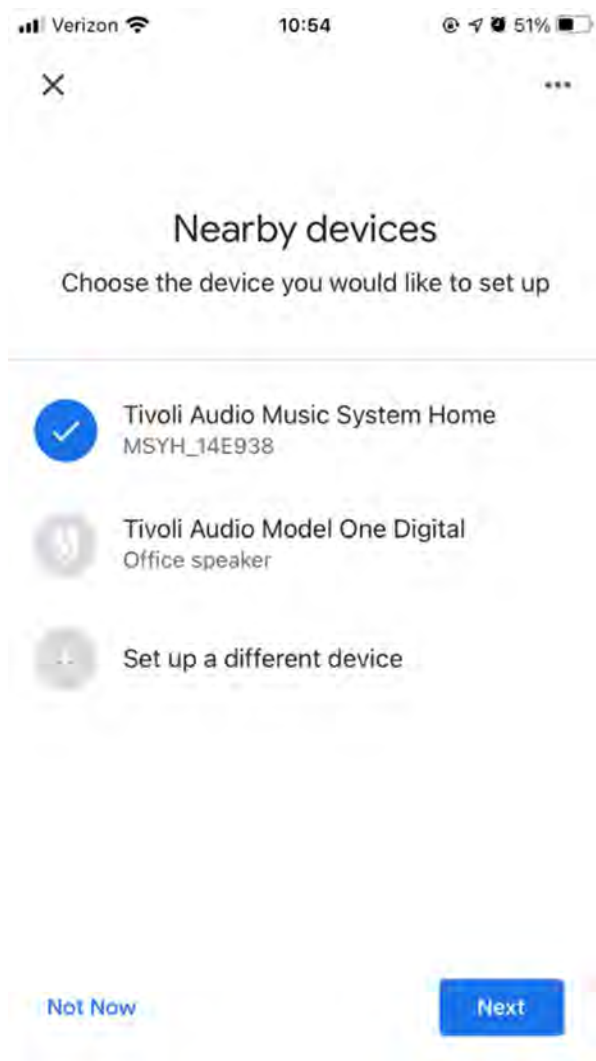 Verizon 10:54 51%
Nearby devices
Choose the device you would like to set up
Tivoli Audio Music System Home
MSYH_14E938
Tivoli Audio Model One Digital
Office speaker
Set up a different device
Not Now Next